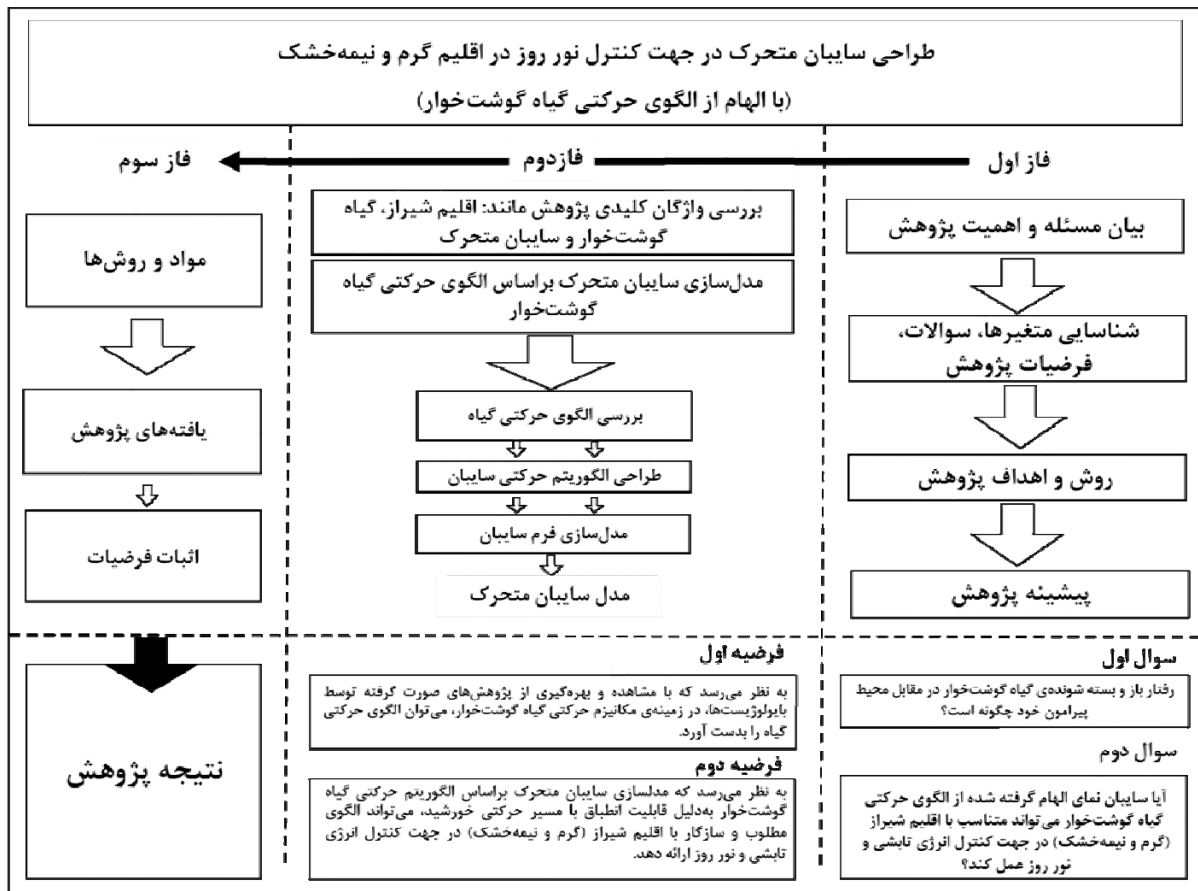 طراحی سایبان متحرک در جهت کنترل نور روز در اقلیم گرم و نیمه‌خشک
(با الهام از الگوی حرکتی گیاه گوشت‌خوار)
فاز اول
فازدوم
فاز سوم
بیان مسئله و اهمیت پژوهش
شناسایی متغیرها، سوالات،
فرضیات پژوهش
روش و اهداف پژوهش
پیشینه پژوهش
بررسی واژگان کلیدی پژوهش مانند: اقلیم شیراز، گیاه
گوشت‌خوار و سایبان متحرک
مدل‌سازی سایبان متحرک براساس الگوی حرکتی گیاه
گوشت‌خوار
بررسی الگوی حرکتی گیاه
طراحی الگوریتم حرکتی سایبان
مدل‌سازی فرم سایبان
مدل سایبان متحرک
مواد و روش‌ها
یافته‌های پژوهش
اثبات فرضیات
سوال اول
رفتار باز و بسته شونده‌ی گیاه گوشت‌خوار در مقابل محیط
پیرامون خود چگونه است؟
سوال دوم
آیا سایبان نمای الهام گرفته شده از الگوی حرکتی
گیاه گوشت‌خوار می‌تواند متناسب با اقلیم شیراز
(گرم و نیمه‌خشک) در جهت کنترل انرژی تابشی و
نور روز عمل کند؟
فرضیه اول
به نظر می‌رسد که با مشاهده و بهره‌گیری از پژوهش‌های صورت گرفته توسط
بایولوژیست‌ها، در زمینه‌ی مکانیزم حرکتی گیاه گوشت‌خوار، می‌توان الگوی حرکتی
گیاه را بدست آورد.
فرضیه دوم
به نظر می‌رسد که مدلسازی سایبان متحرک براساس الگوریتم حرکتی گیاه
گوشت‌خوار به‌دلیل قابلیت انطباق با مسیر حرکتی خورشید، می‌تواند الگوی
مطلوب و سازگار با اقلیم شیراز (گرم و نیمه‌خشک) در جهت کنترل انرژی
تابشی و نور روز ارائه دهد.
نتیجه پژوهش